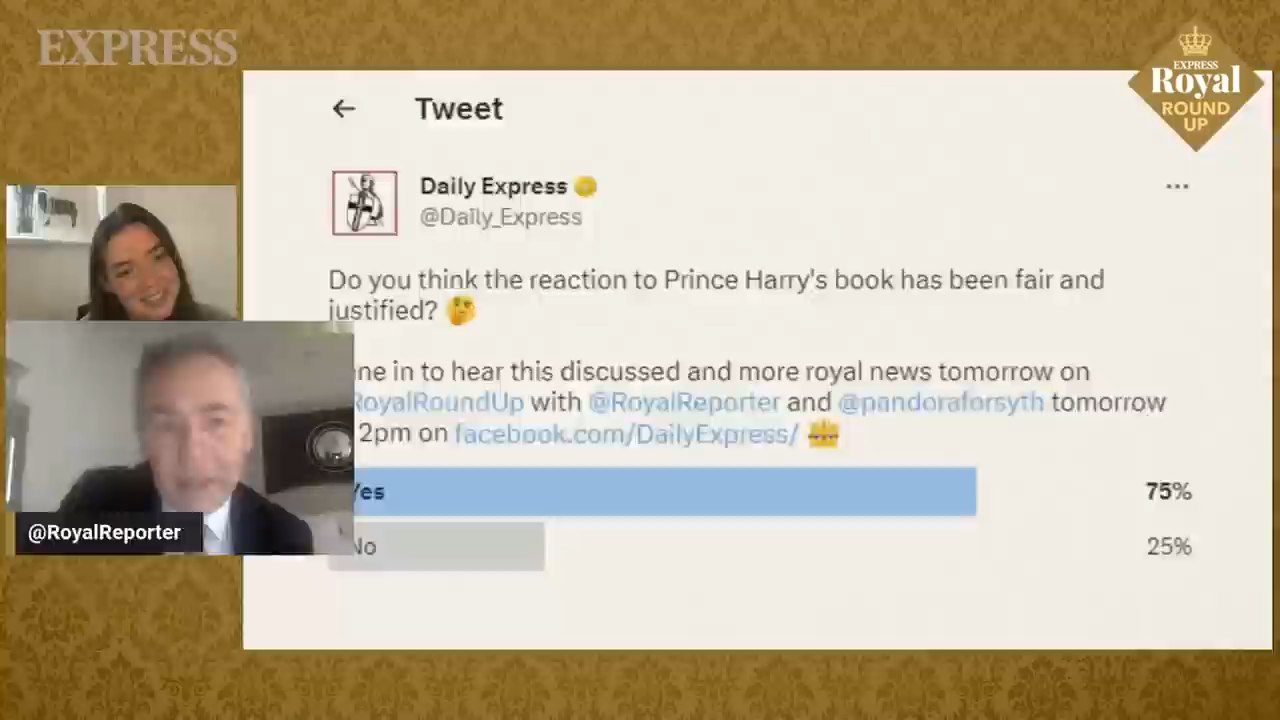 EXPRESS
EXPRESS
Royal
ROUND
UP
Tweet
Daily Express
@Daily_Express
Do you think the reaction to Prince Harry's book has been fair and
justified? 🤔
in to hear this discussed and more royal news tomorrow on
RoyalRoundUp with @RoyalReporter and @pandoraforsyth tomorrow
2pm on facebook.com/DailyExpress/
Yes 75%
No 25%
@RoyalReporter